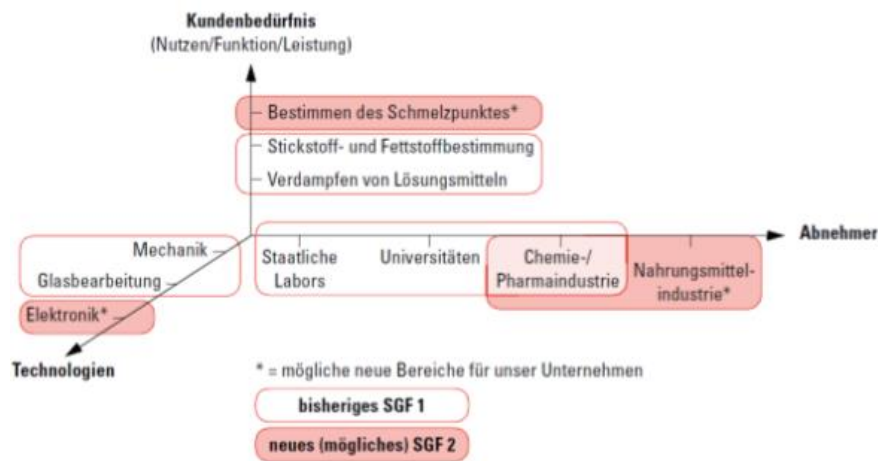 Kundenbedürfnis
(Nutzen/Funktion/Leistung)
Bestimmen des Schmelzpunktes*
Stickstoff- und Fettstoffbestimmung
Verdampfen von Lösungsmitteln
Abnehmer
Mechanik
Glasbearbeitung
Elektronik*
Staatliche
Labors
Universitäten
Chemie-/
Pharmaindustrie
Nahrungsmittel-
industrie*
Technologien
* = mögliche neue Bereiche für unser Unternehmen
bisheriges SGF 1
neues (mögliches) SGF 2